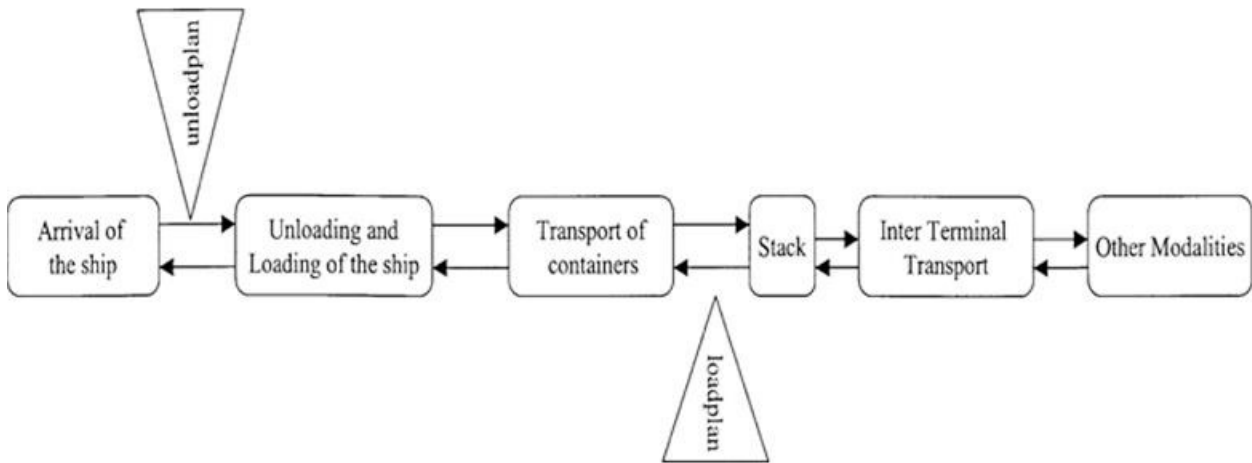 unloadplan
Arrival of
the ship
Unloading and
Loading of the ship
Transport of
containers
Stack
Inter Terminal
Transport
Other Modalities
loadplan